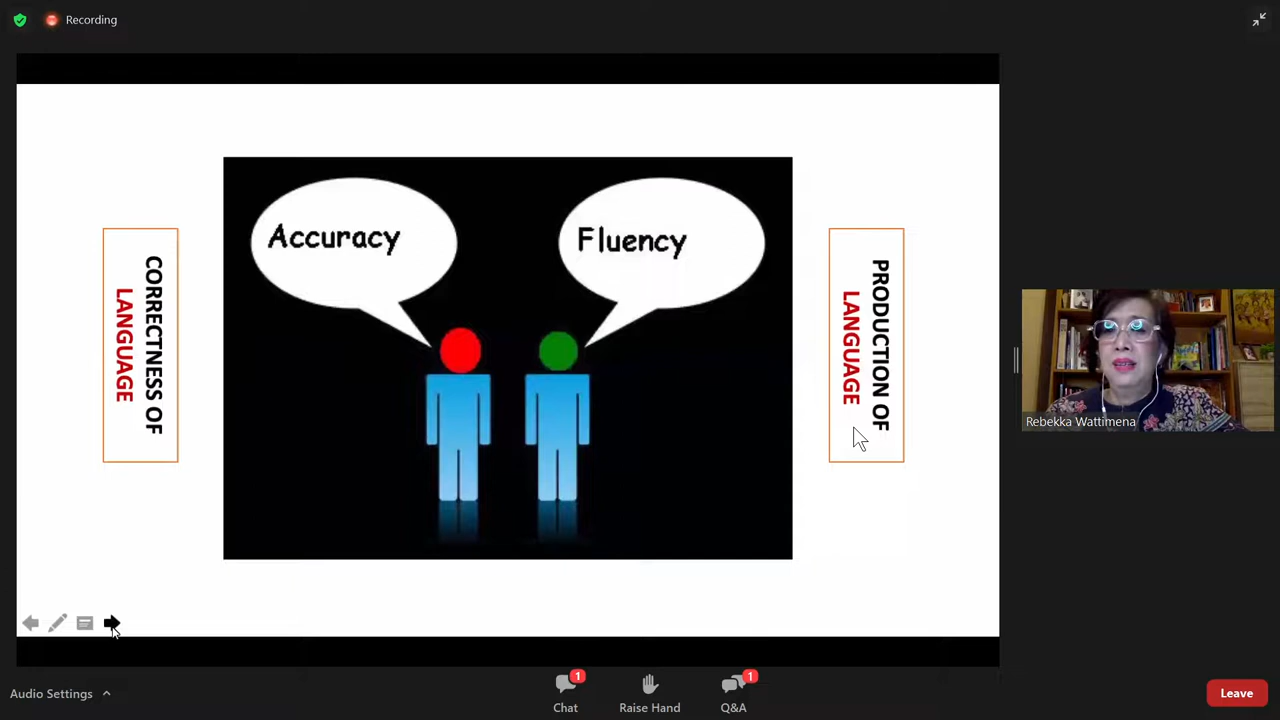 Recording
Accuracy
Fluency
CORRECTNESS OF
LANGUAGE
PRODUCTION OF
LANGUAGE
Rebekka Wattimena
Audio Settings
1
Chat
Raise Hand
1
Q&A
Leave